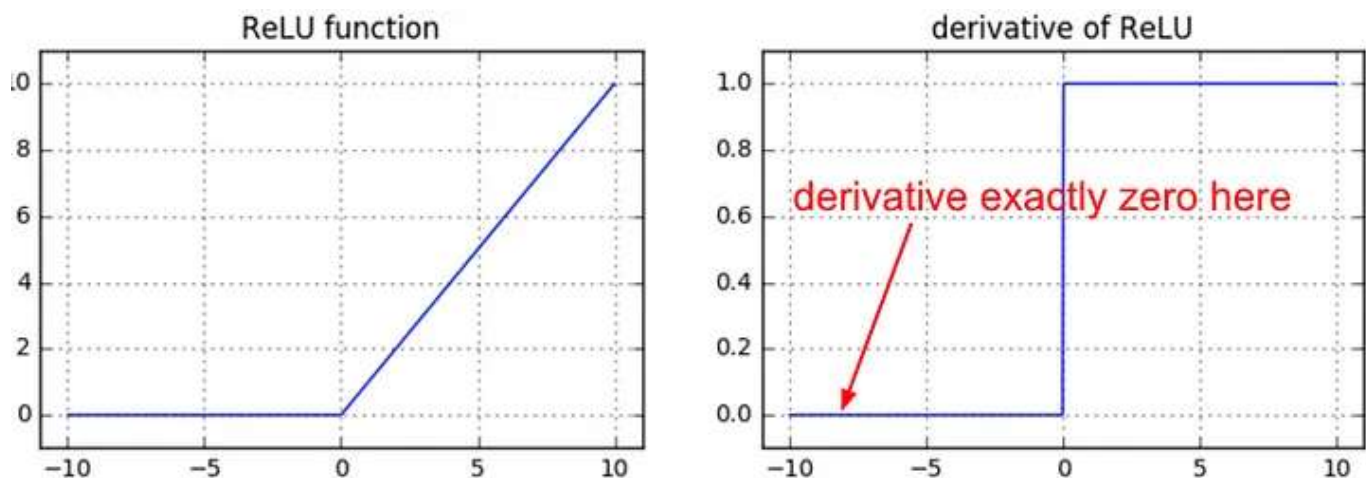 ReLU function
.0
8
6
4
2
0
−10 −5 0 5 10
derivative of ReLU
1.0
0.8
derivative exactly zero here
0.6
0.4
0.2
0.0
−10 −5 0 5 10